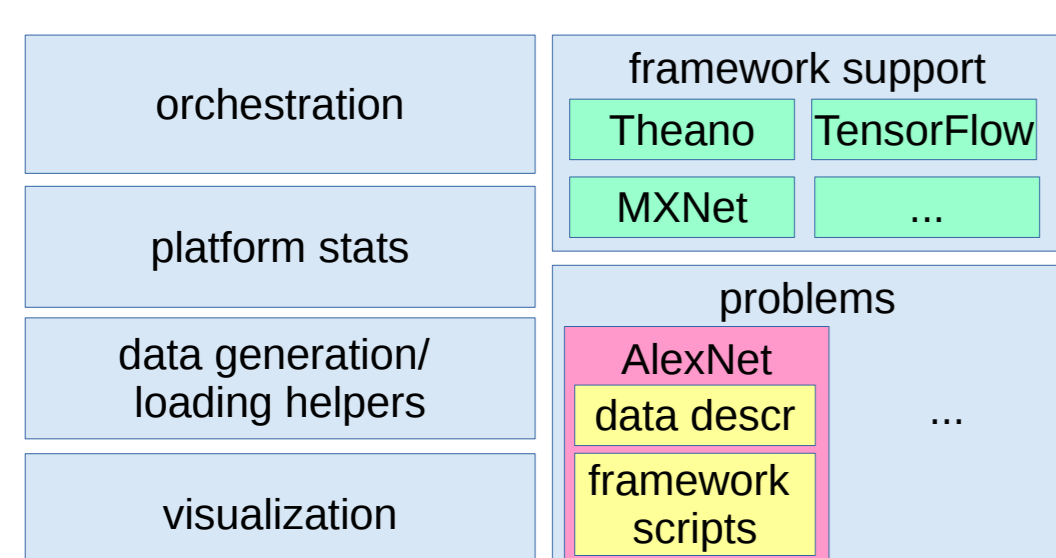 orchestration
platform stats
data generation/
loading helpers
visualization
framework support
Theano
TensorFlow
MXNet
...
problems
AlexNet
data descr
framework
scripts
...